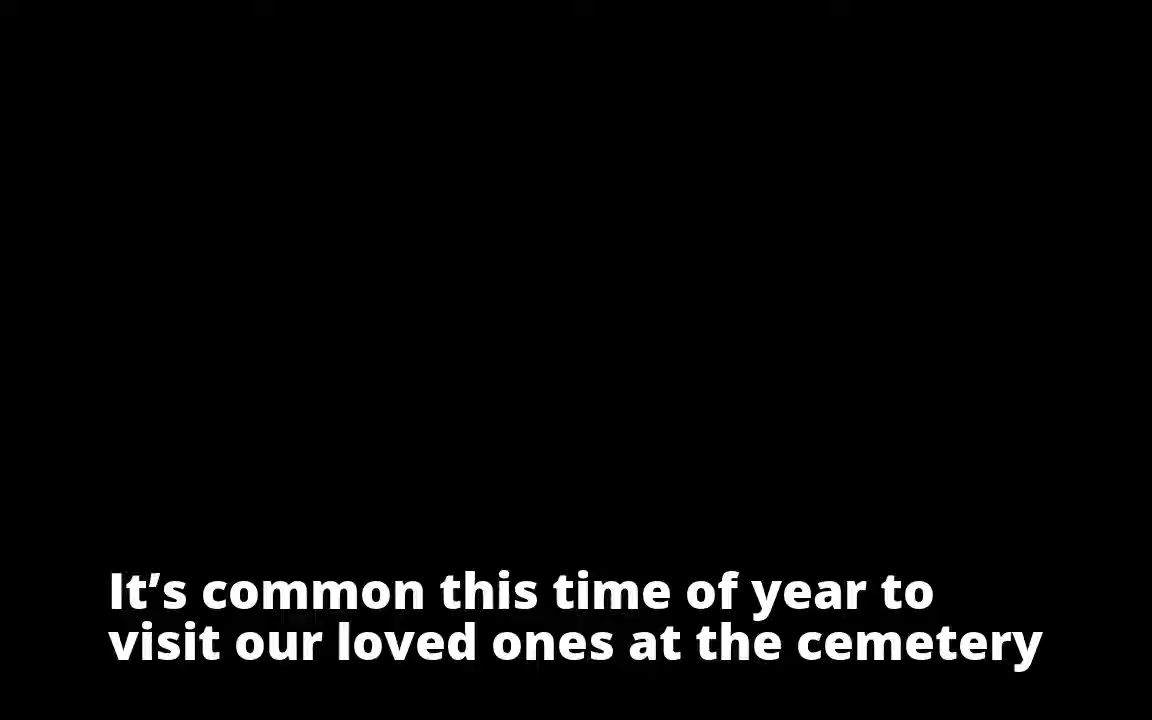 It’s common this time of year to
visit our loved ones at the cemetery